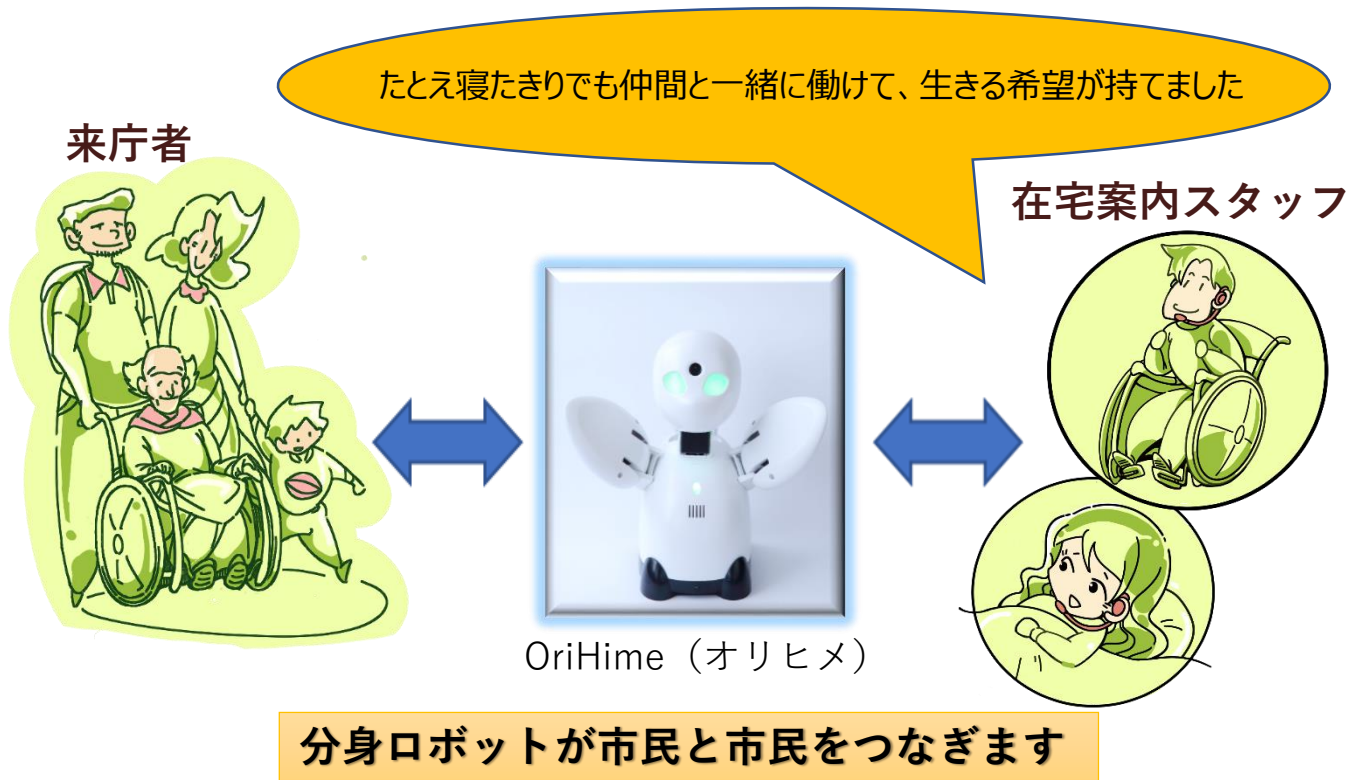 たとえ寝たきりでも仲間と一緒に働けて、生きる希望が持てました
来庁者
在宅案内スタッフ
OriHime（オリヒメ）
分身ロボットが市民と市民をつなぎます